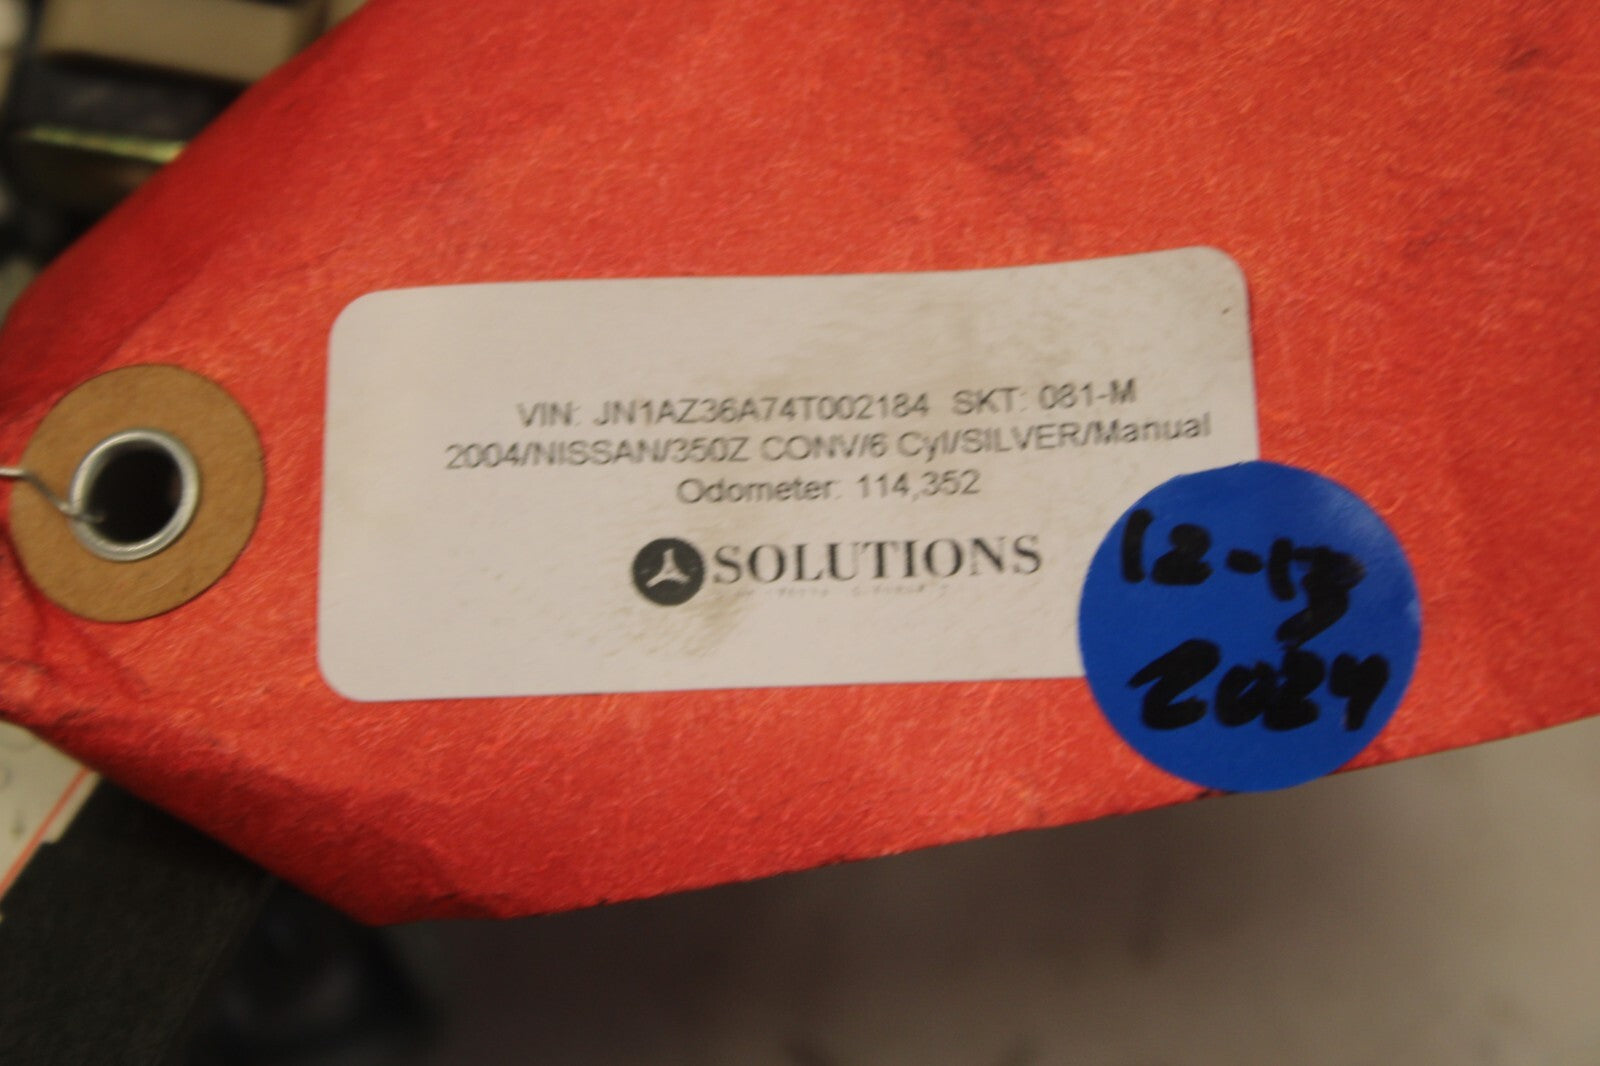 VIN: JN1AZ36A74T002184 SKT: 081-M
2004/NISSAN/350Z CONV/6 Cyl/SILVER/Manual
Odometer: 114,352
SOLUTIONS
12-13
2024